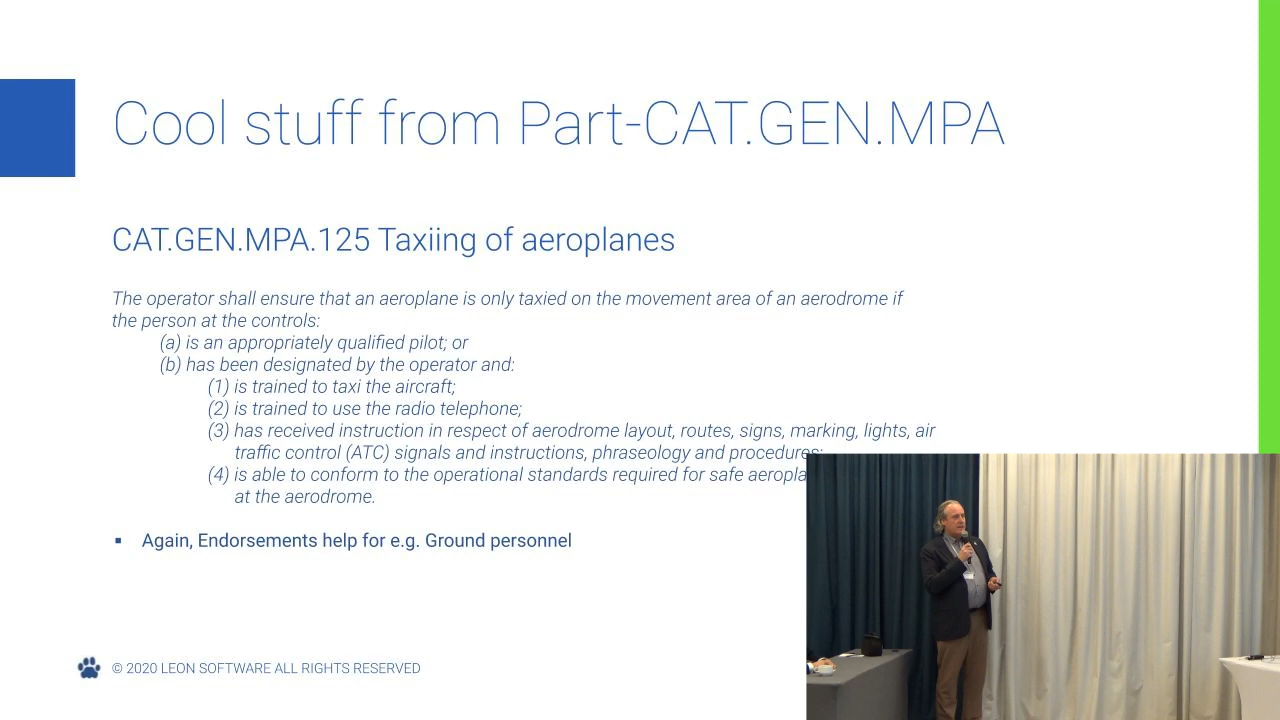 Cool stuff from Part-CAT.GEN.MPA
CAT.GEN.MPA.125 Taxiing of aeroplanes
The operator shall ensure that an aeroplane is only taxied on the movement area of an aerodrome if
the person at the controls:
(a) is an appropriately qualified pilot; or
(b) has been designated by the operator and:
(1) is trained to taxi the aircraft;
(2) is trained to use the radio telephone;
(3) has received instruction in respect of aerodrome layout, routes, signs, marking, lights, air
traffic control (ATC) signals and instructions, phraseology and procedures;
(4) is able to conform to the operational standards required for safe
at the aerodrome.
▪ Again, Endorsements help for e.g. Ground personnel
© 2020 LEON SOFTWARE ALL RIGHTS RESERVED